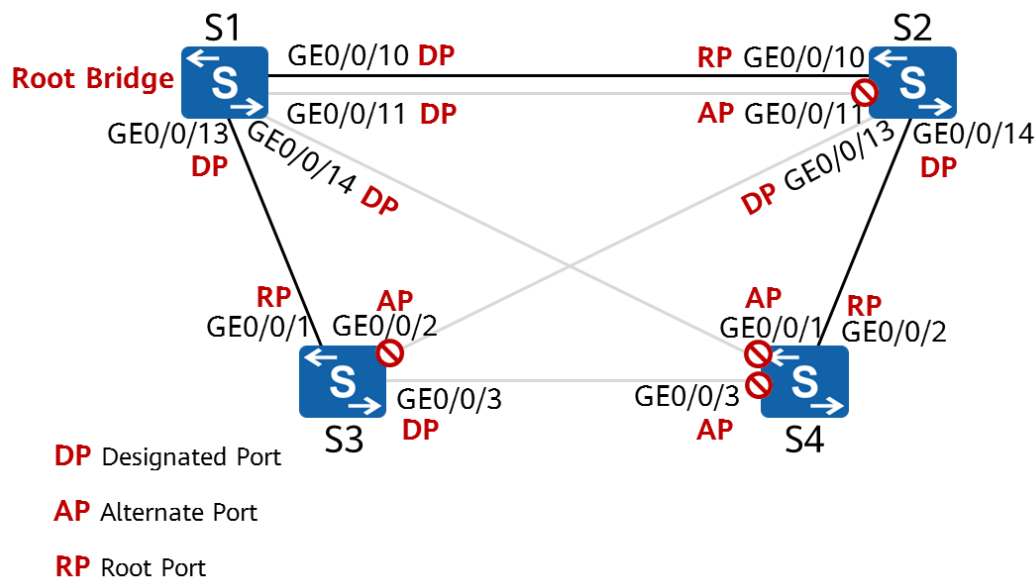 S1
S2
GE0/0/10 DP
RP GE0/0/10
Root Bridge
S
S
GE0/0/11 DP
AP GE0/0/11
GE0/0/13
DP
GE0/0/14 DP
DP GE0/0/13
GE0/0/14
DP
RP
GE0/0/1
AP
GE0/0/2
AP
GE0/0/1
RP
GE0/0/2
S
S
GE0/0/3
DP
GE0/0/3
AP
S3
S4
DP Designated Port
AP Alternate Port
RP Root Port